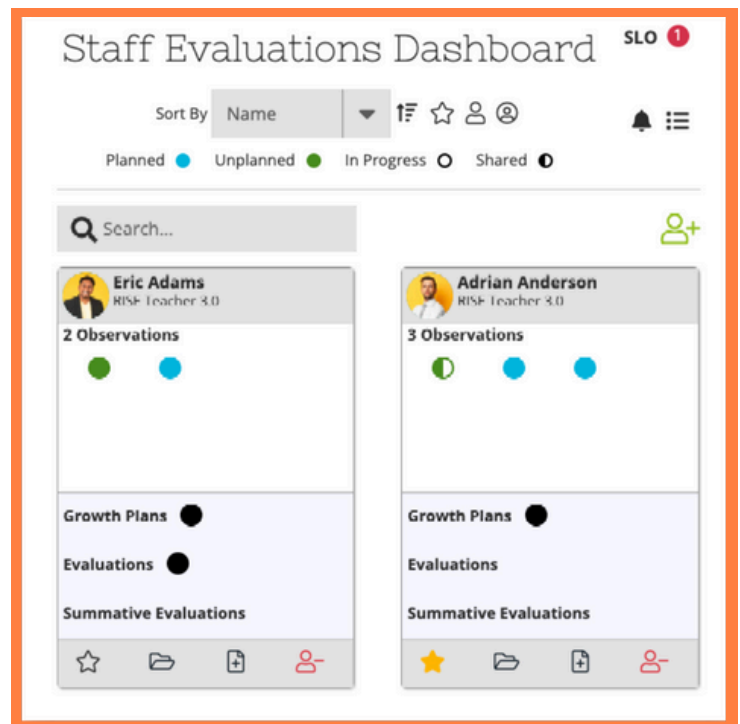 Staff Evaluations Dashboard
SLO 1
Sort By Name
Planned Unplanned In Progress Shared
Search...
Eric Adams
RISE Teacher 3.0
2 Observations
Growth Plans
Evaluations
Summative Evaluations
Adrian Anderson
RISE Teacher 3.0
3 Observations
Growth Plans
Evaluations
Summative Evaluations